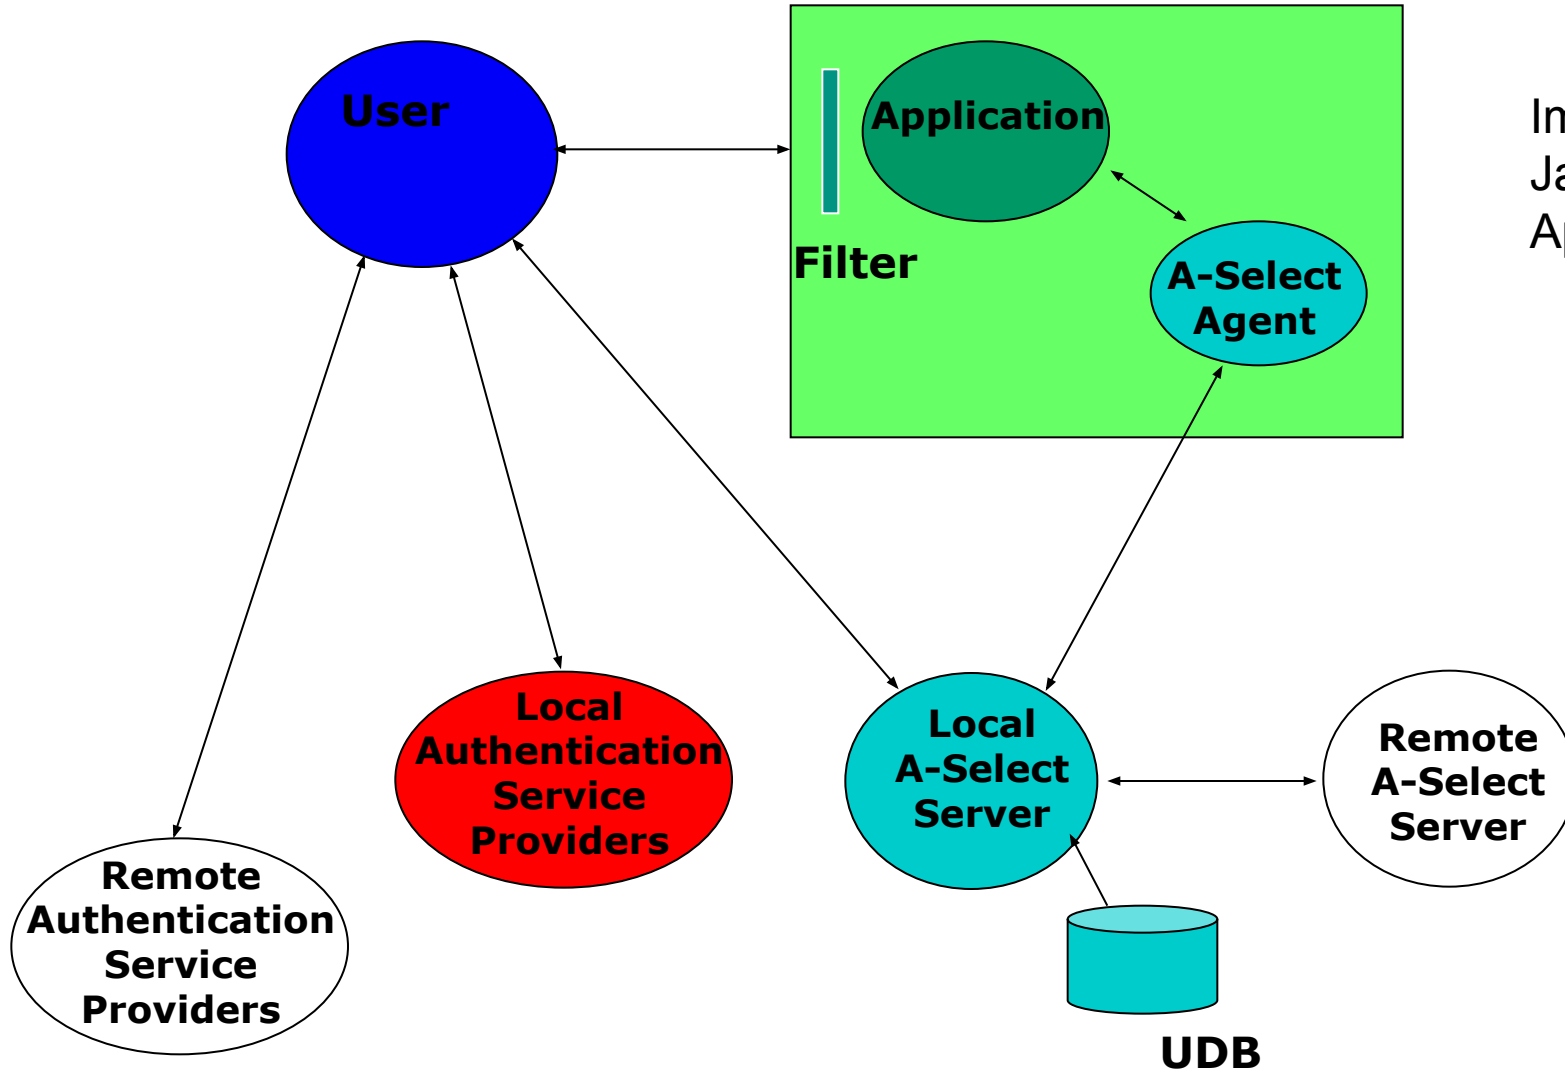 User
Application
Filter
A-Select
Agent
Local
Authentication
Service
Providers
Local
A-Select
Server
Remote
A-Select
Server
Remote
Authentication
Service
Providers
UDB